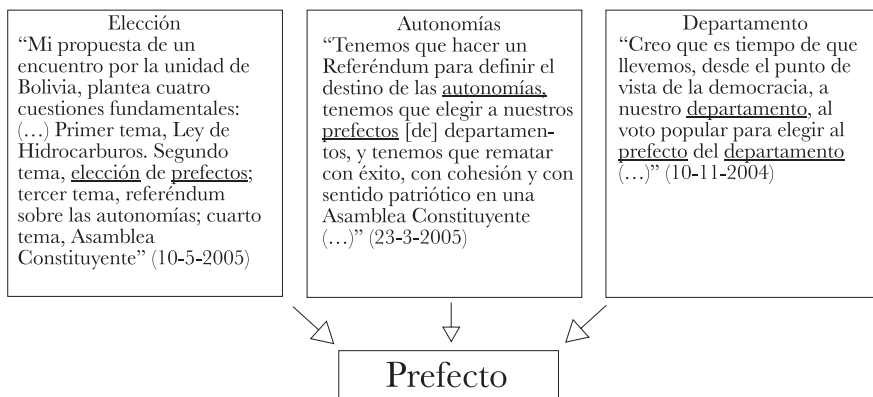 Elección
“Mi propuesta de un
encuentro por la unidad de
Bolivia, plantea cuatro
cuestiones fundamentales:
(…) Primer tema, Ley de
Hidrocarburos. Segundo
tema, elección de prefectos;
tercer tema, referéndum
sobre las autonomías; cuarto
tema, Asamblea
Constituyente” (10-5-2005)
Autonomías
“Tenemos que hacer un
Referéndum para definir el
destino de las autonomías,
tenemos que elegir a nuestros
prefectos [de] departamen-
tos, y tenemos que rematar
con éxito, con cohesión y con
sentido patriótico en una
Asamblea Constituyente
(…)” (23-3-2005)
Departamento
“Creo que es tiempo de que
llevemos, desde el punto de
vista de la democracia, a
nuestro departamento, al
voto popular para elegir al
prefecto del departamento
(…)” (10-11-2004)
Prefecto